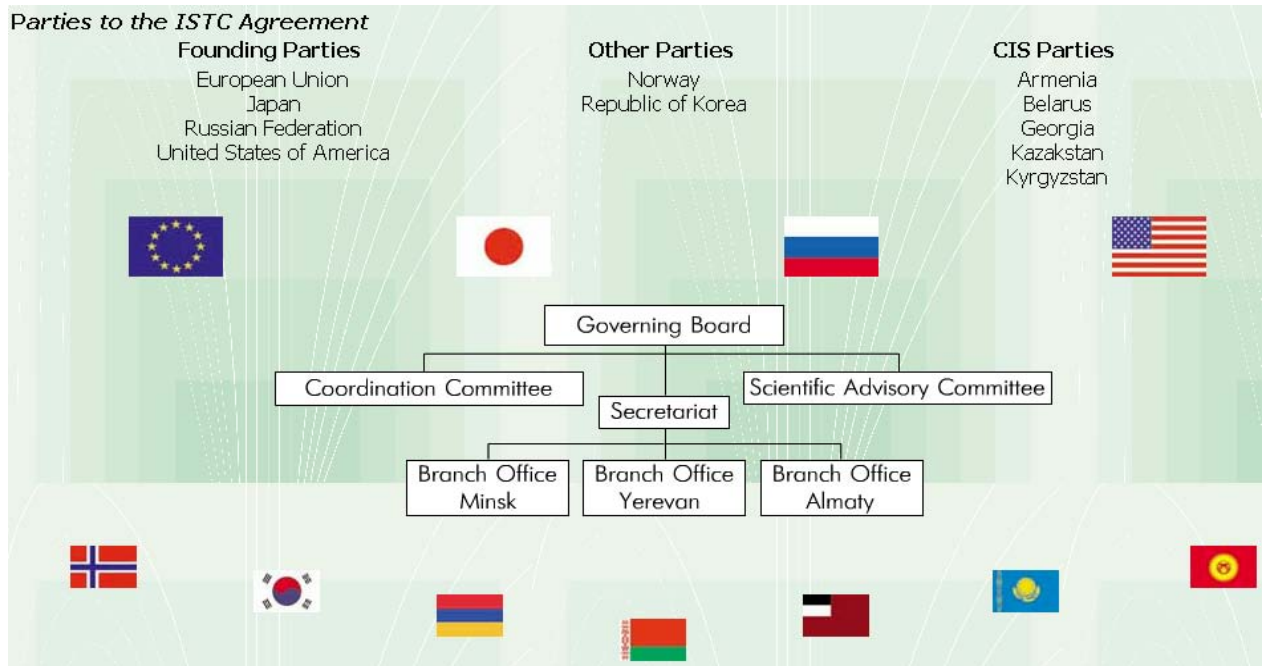 Parties to the ISTC Agreement
Founding Parties
European Union
Japan
Russian Federation
United States of America
Other Parties
Norway
Republic of Korea
CIS Parties
Armenia
Belarus
Georgia
Kazakstan
Kyrgyzstan
Governing Board
Coordination Committee
Scientific Advisory Committee
Secretariat
Branch Office
Minsk
Branch Office
Yerevan
Branch Office
Almaty